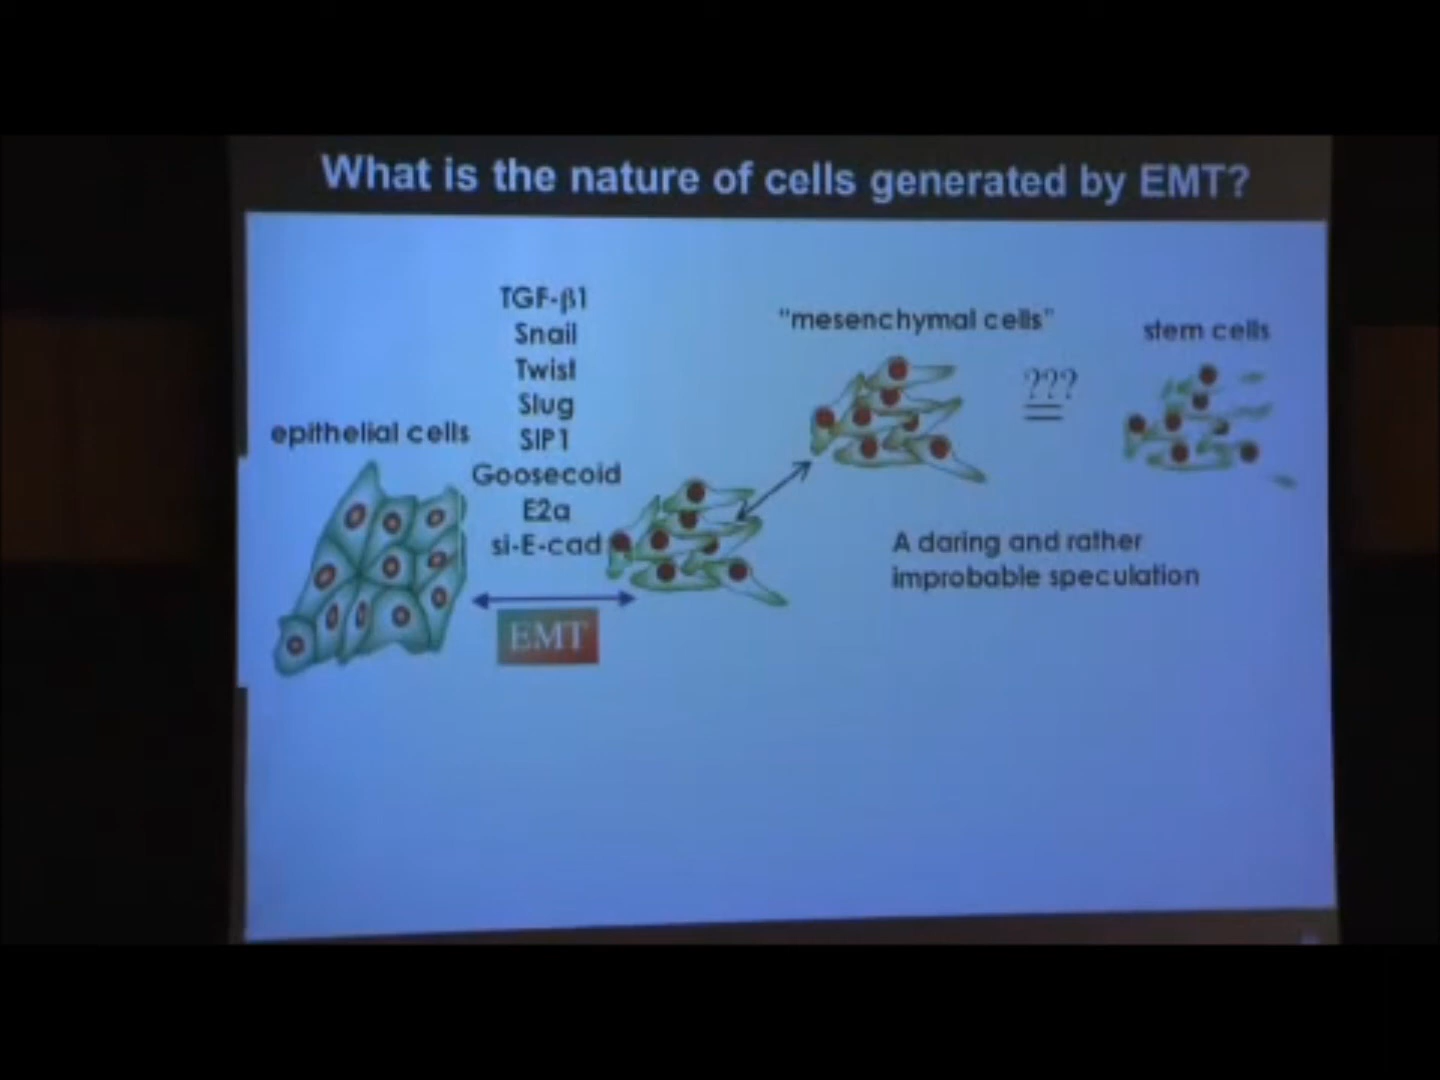 What is the nature of cells generated by EMT?
TGF-β1
Snail
Twist
Slug
SIP1
Goosecoid
E2a
si-E-cad
epithelial cells
EMT
"mesenchymal cells"
???
=
stem cells
A daring and rather
improbable speculation